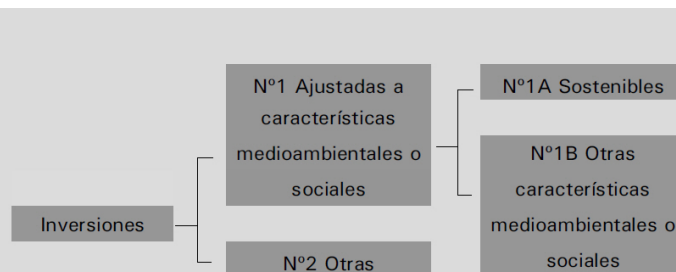 Inversiones
Nº1 Ajustadas a
características
medioambientales o
sociales
Nº2 Otras
Nº1A Sostenibles
Nº1B Otras
características
medioambientales o
sociales